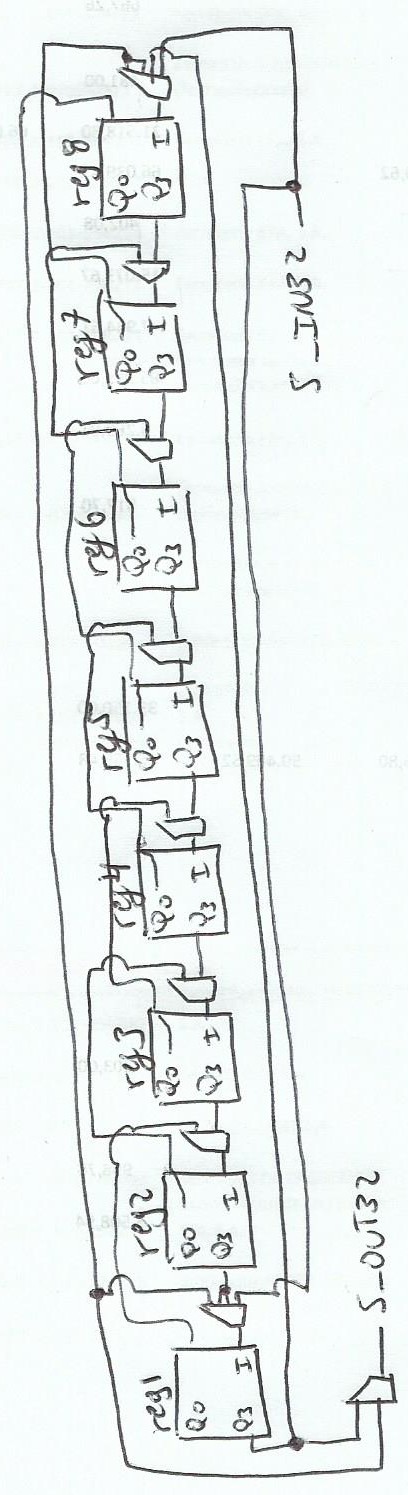 reg1
Q0
Q3 I
reg2
Q0
Q3 I
reg3
Q0
Q3 I
reg4
Q0
Q3 I
reg5
Q0
Q3 I
reg6
Q0
Q3 I
reg7
Q0
Q3 I
reg8
Q0
Q3 I
S_IN32
S_OUT32